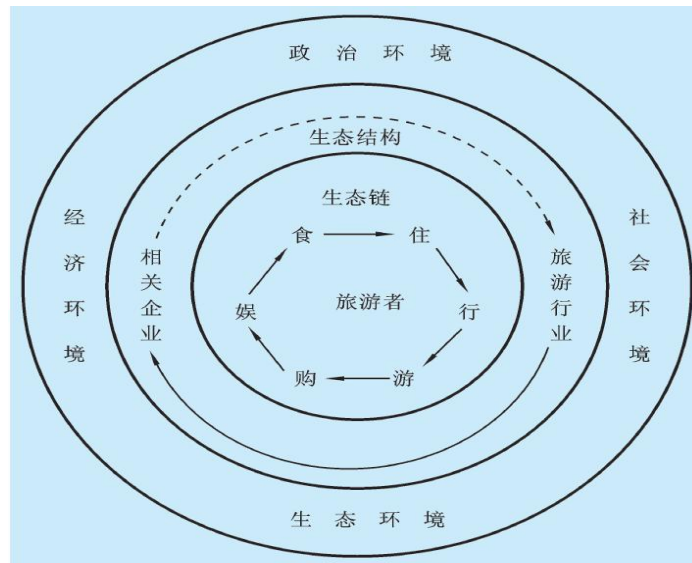 政治环境
生态结构
生态链
食
住
经济环境
相关企业
娱
旅游者
行
旅游行业
社会环境
购
游
生态环境